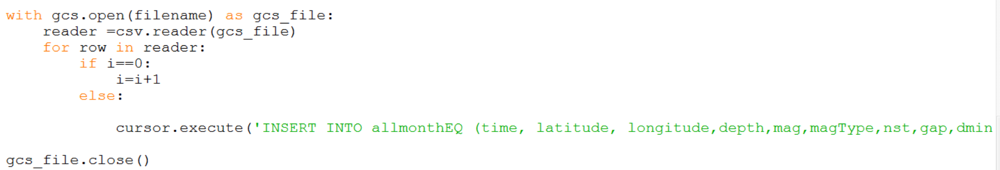 with gcs.open(filename) as gcs_file:
    reader =csv.reader(gcs_file)
    for row in reader:
        if i==0:
            i=i+1
        else:
            cursor.execute('INSERT INTO allmonthEQ (time, latitude, longitude,depth,mag,magType,nst,gap,dmin
gcs_file.close()